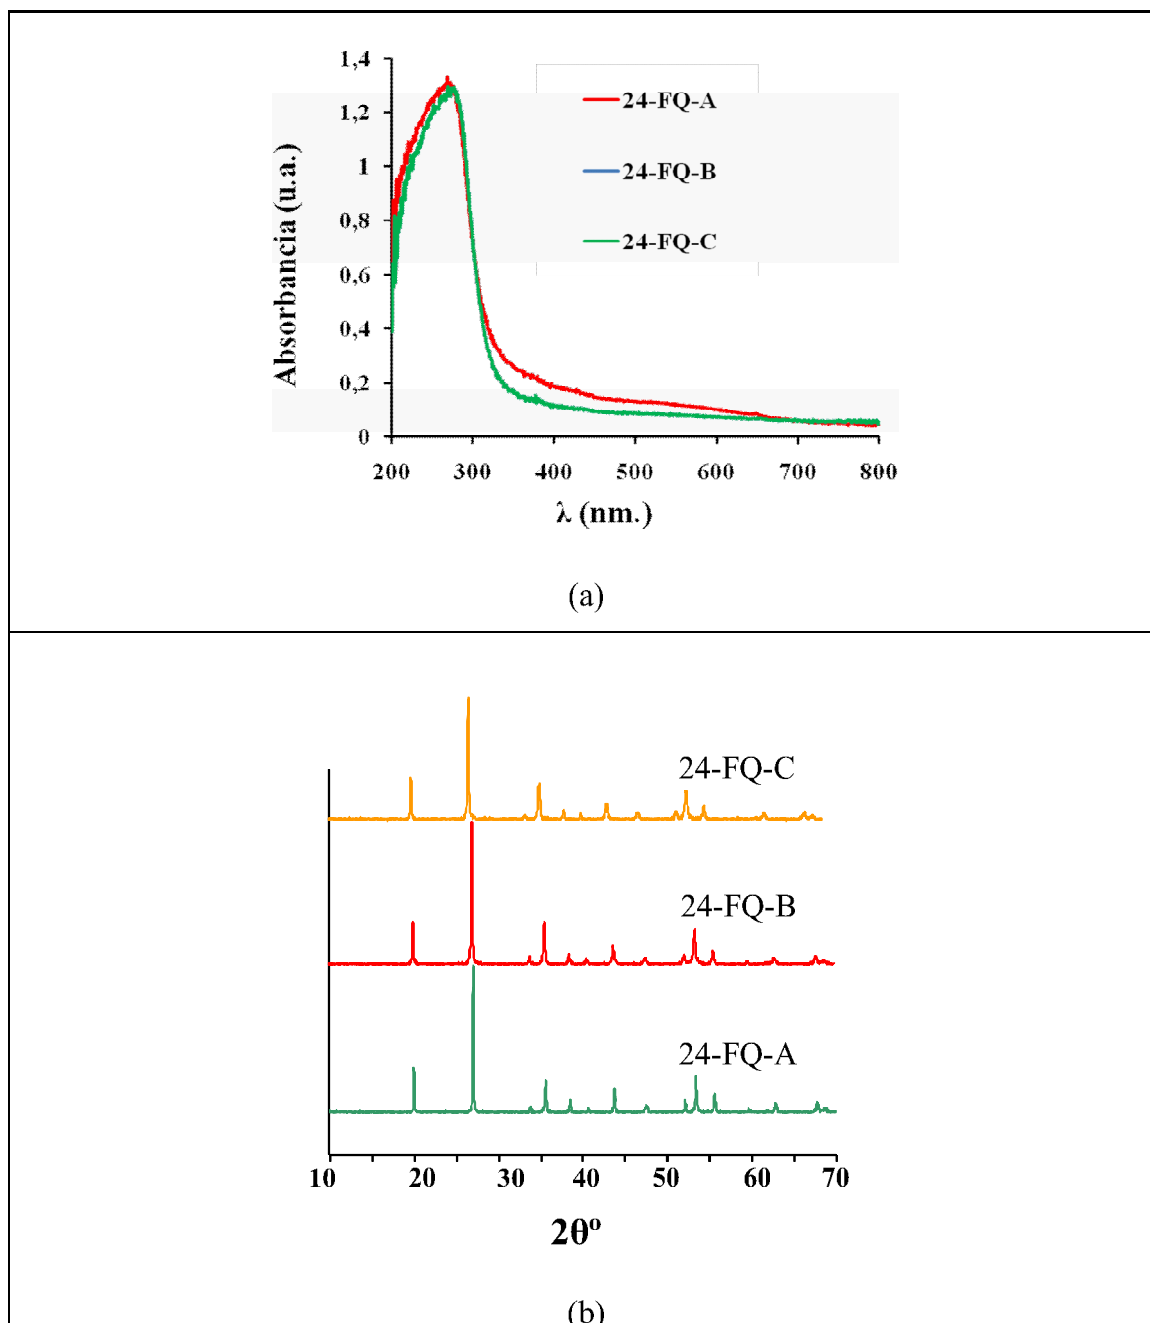 1,4
1,2
1
0,8
0,6
0,4
0,2
0
Absorbancia (u.a.)
24-FQ-A
24-FQ-B
24-FQ-C
200 300 400 500 600 700 800
λ (nm.)
(a)
24-FQ-C
24-FQ-B
24-FQ-A
10 20 30 40 50 60 70
2θº
(b)